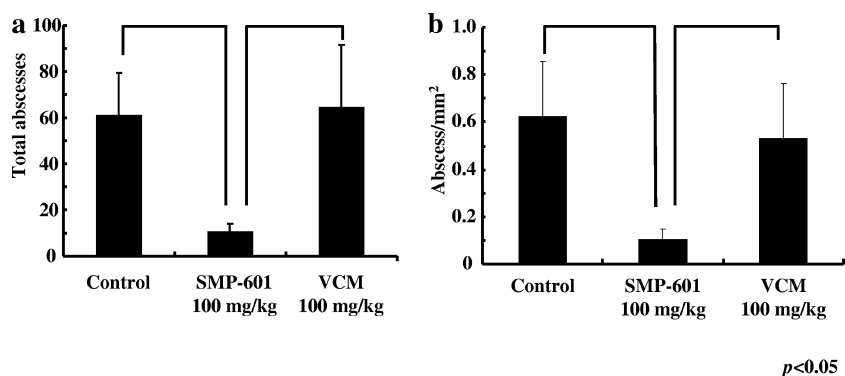 a
Total abscesses
100
80
60
40
20
0
Control
SMP-601
100 mg/kg
VCM
100 mg/kg
b
Abscess/mm²
1.0
0.8
0.6
0.4
0.2
0
Control
SMP-601
100 mg/kg
VCM
100 mg/kg
p<0.05